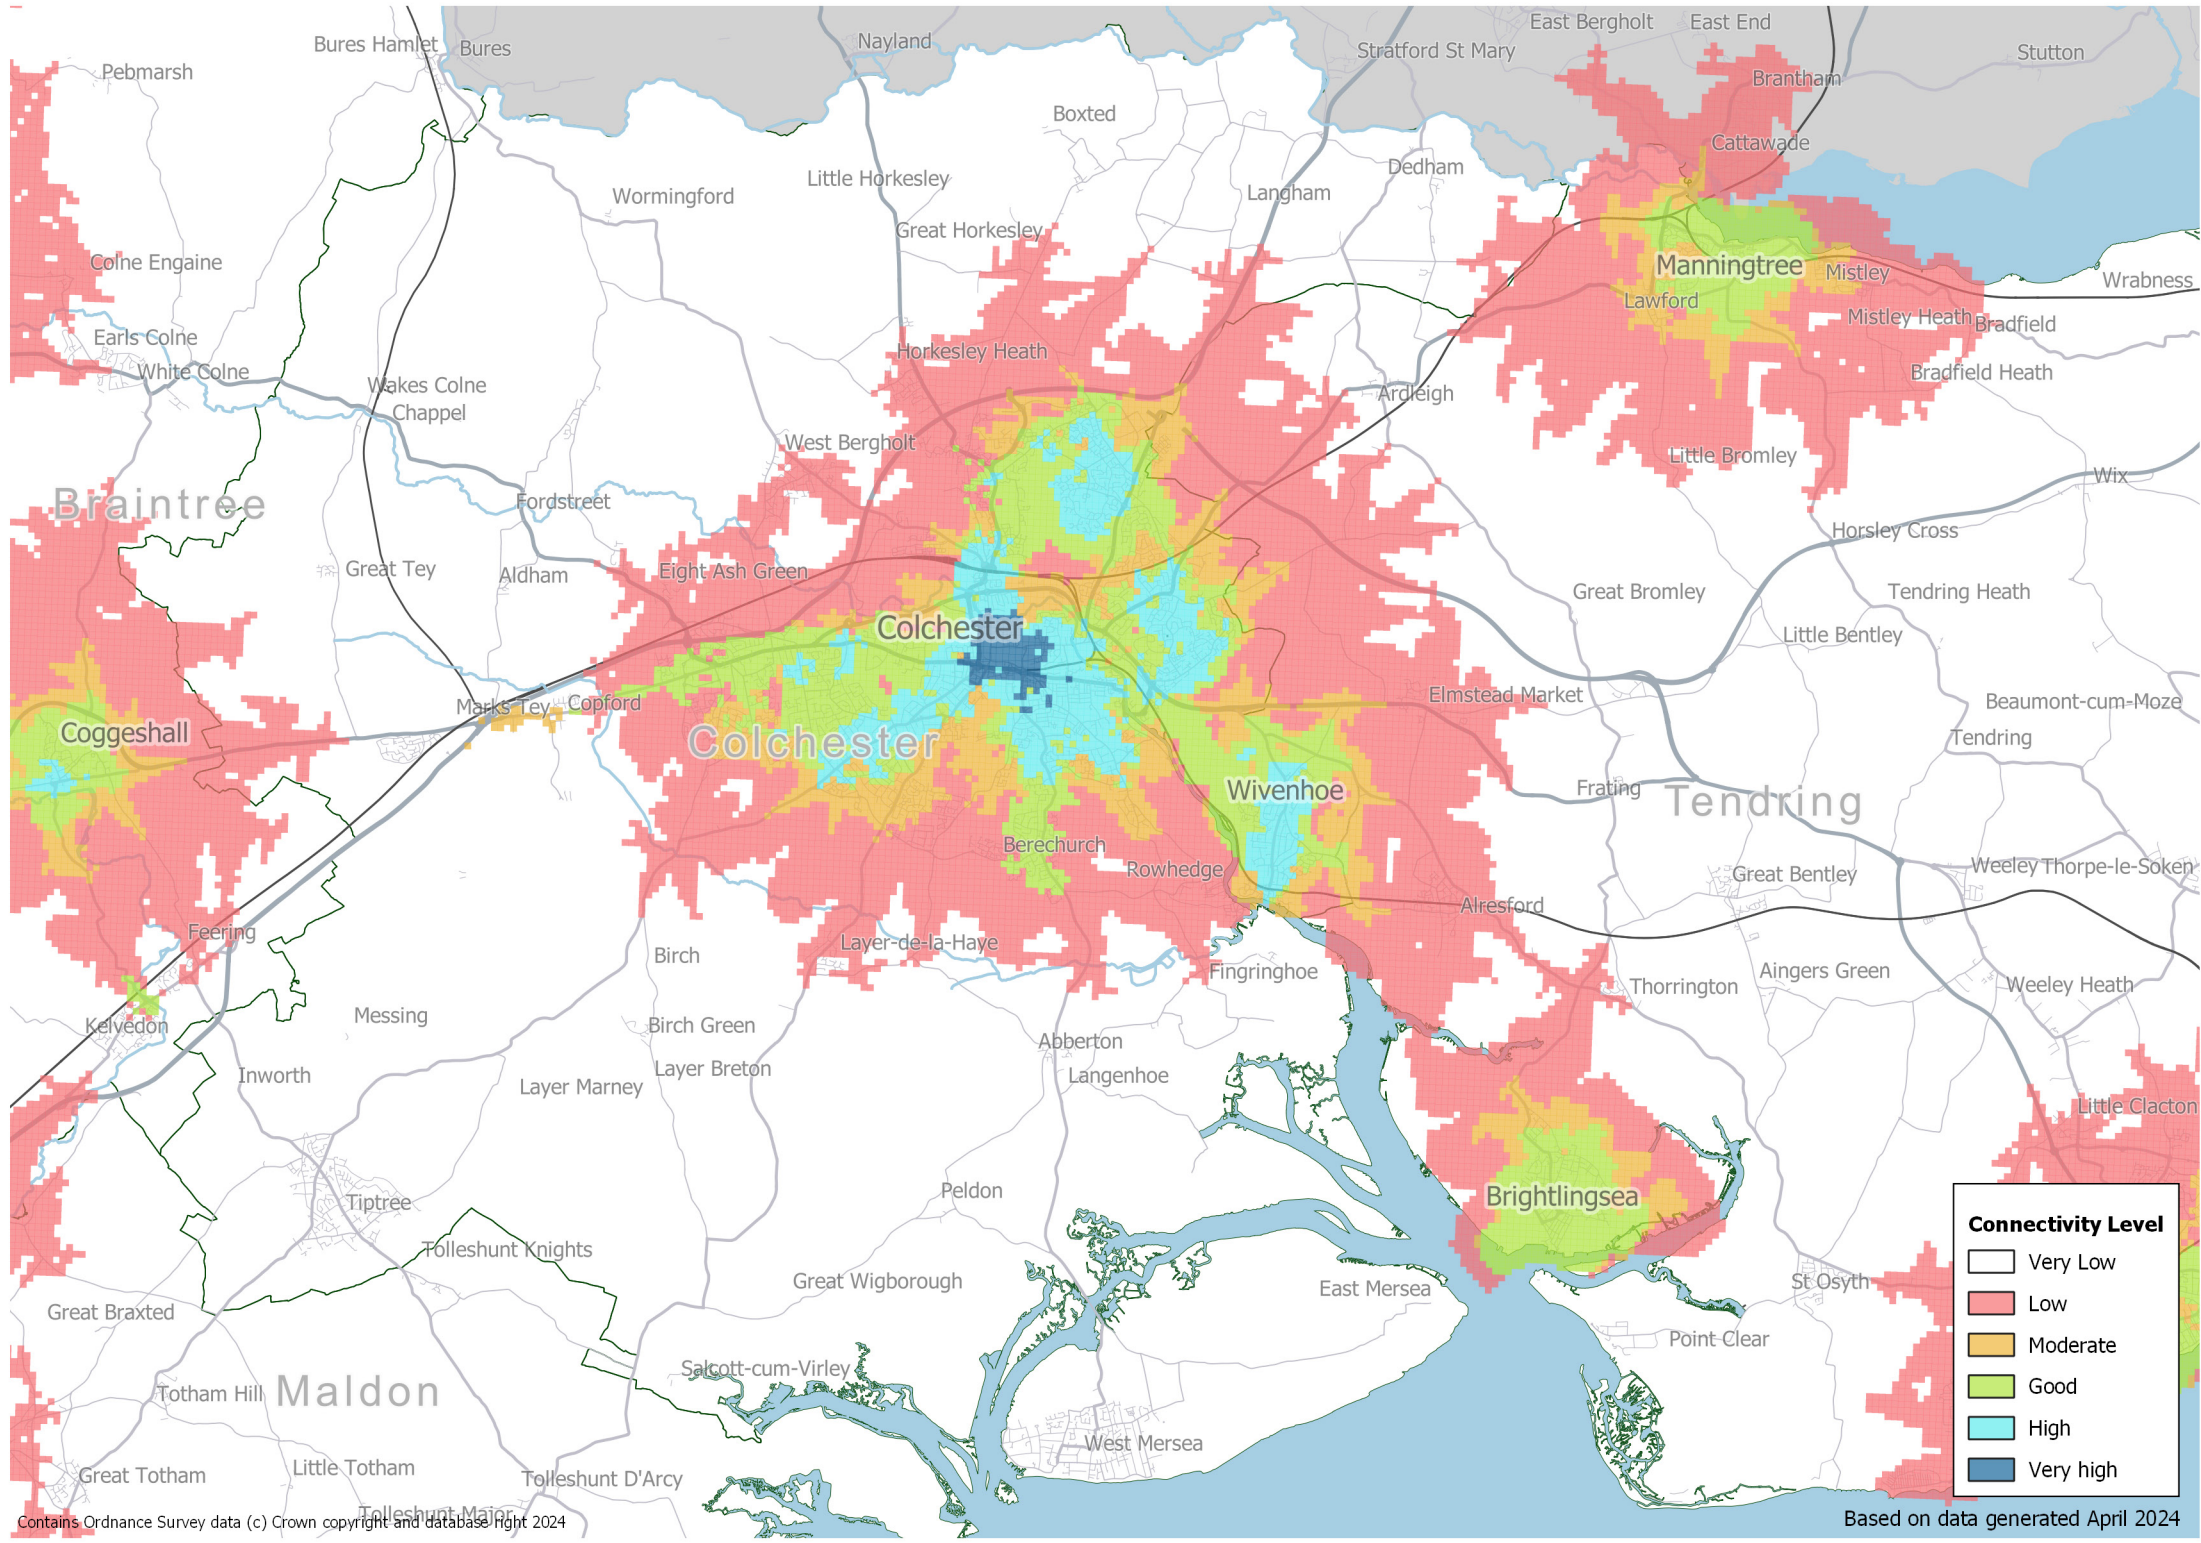 East Bergholt
East End
Bures Hamlet
Bures
Nayland
Stratford St Mary
Stutton
Pebmarsh
Brantham
Boxted
Cattawade
Dedham
Little Horkesley
Wormingford
Langham
Great Horkesley
Colne Engaine
Manningtree
Mistley
Wrabness
Lawford
Mistley Heath
Bradfield
Earls Colne
Horkesley Heath
White Colne
Bradfield Heath
Wakes Colne
Chappel
Ardleigh
West Bergholt
Little Bromley
Wix
Braintree
Fordstreet
Horsley Cross
Great Tey
Aldham
Eight Ash Green
Great Bromley
Tendring Heath
Colchester
Little Bentley
Elmstead Market
Beaumont-cum-Moze
Marks Tey
Copford
Coggeshall
Colchester
Tendring
Wivenhoe
Frating
Tendring
Berechurch
Rowhedge
Great Bentley
Weeley
Thorpe-le-Soken
Alresford
Feering
Layer-de-la-Haye
Birch
Fingringhoe
Aingers Green
Thorrington
Weeley Heath
Messing
Kelvedon
Birch Green
Abberton
Inworth
Layer Marney
Layer Breton
Langenhoe
Little Clacton
Peldon
Tiptree
Brightlingsea
Tolleshunt Knights
Great Wigborough
East Mersea
St Osyth
Great Braxted
Point Clear
Salcott-cum-Virley
Totham Hill
Maldon
West Mersea
Great Totham
Little Totham
Tolleshunt D'Arcy
Tolleshunt Major
Connectivity Level
Very Low
Low
Moderate
Good
High
Very high
Contains Ordnance Survey data (c) Crown copyright and database right 2024
Based on data generated April 2024